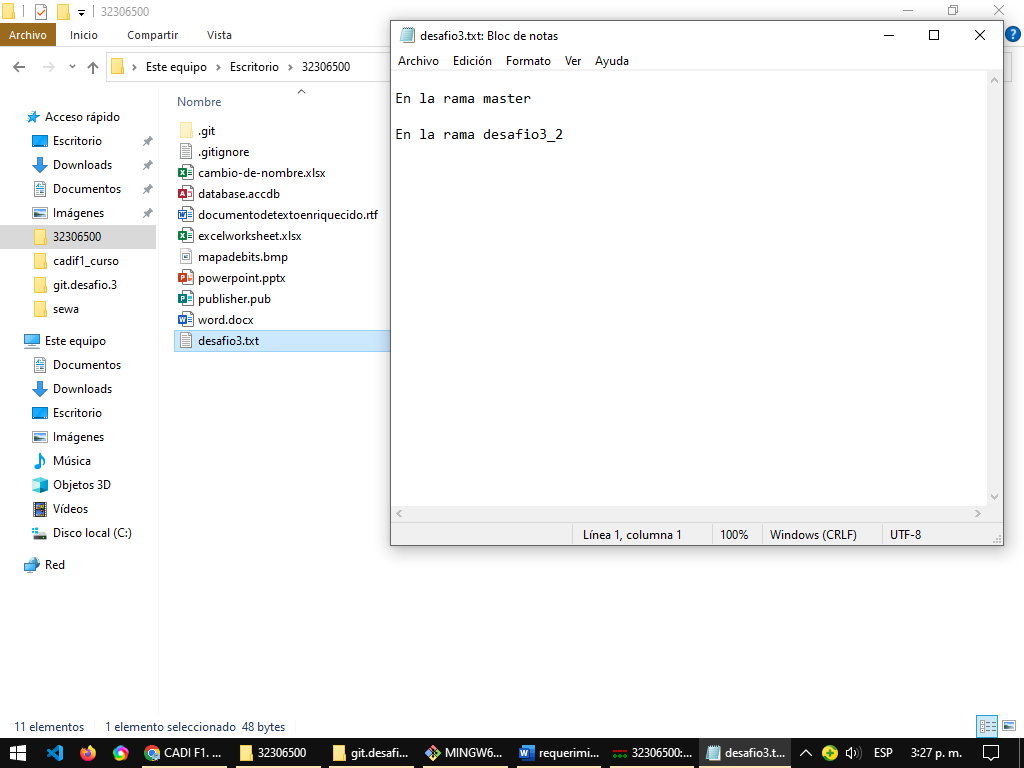 32306500
Archivo
Inicio
Compartir
Vista
Este equipo
Escritorio
32306500
Nombre
Acceso rápido
Escritorio
Downloads
Documentos
Imágenes
32306500
cadif1_curso
git.desafio.3
sewa
Este equipo
Documentos
Downloads
Escritorio
Imágenes
Música
Objetos 3D
Vídeos
Disco local (C:)
Red
.git
.gitignore
cambio-de-nombre.xlsx
database.accdb
documentodetextoenriquecido.rtf
excelworksheet.xlsx
mapadebits.bmp
powerpoint.pptx
publisher.pub
word.docx
desafio3.txt
desafio3.txt: Bloc de notas
Archivo Edición Formato Ver Ayuda
En la rama master
En la rama desafio3_2
Línea 1, columna 1 100% Windows (CRLF) UTF-8
11 elementos 1 elemento seleccionado 48 bytes
CADI F1. ... 32306500 git.desafi... MINGW6... requerimi... 32306500:... desafio3.t... ESP 3:27 p. m.